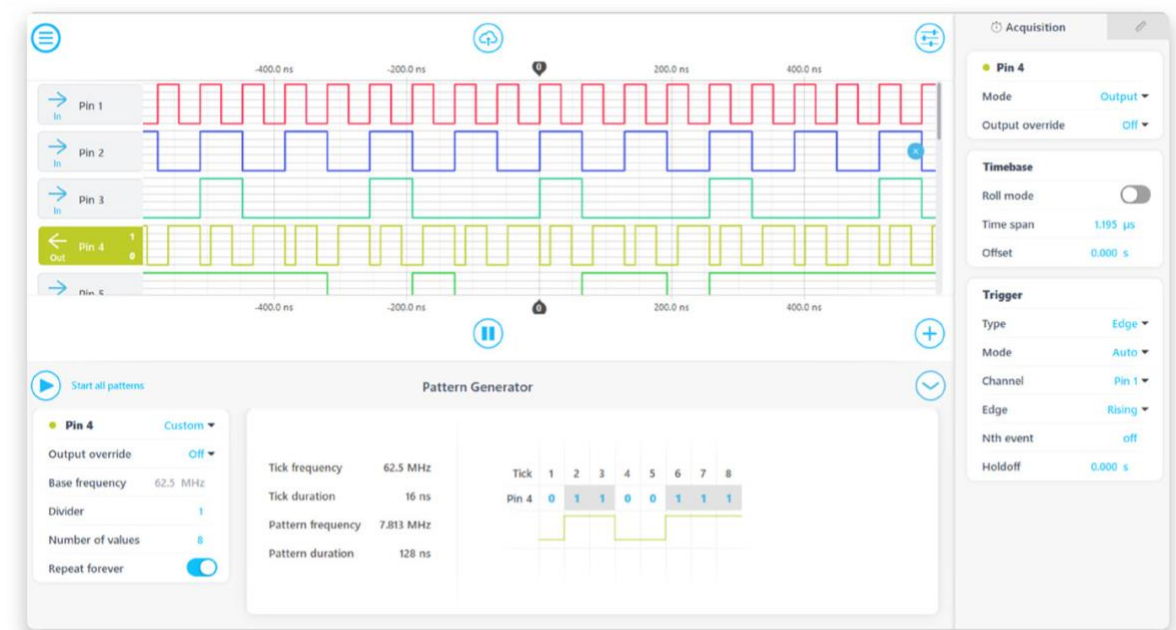 Acquisition
-400.0 ns -200.0 ns 0 200.0 ns 400.0 ns
Pin 1
In
Pin 2
In
Pin 3
In
Pin 4 1
Out 0
Pin 5
-400.0 ns -200.0 ns 0 200.0 ns 400.0 ns
Start all patterns
Pattern Generator
Pin 4 Custom
Output override Off
Base frequency 62.5 MHz
Divider 1
Number of values 8
Repeat forever
Tick frequency 62.5 MHz
Tick duration 16 ns
Pattern frequency 7.813 MHz
Pattern duration 128 ns
Tick 1 2 3 4 5 6 7 8
Pin 4 0 1 1 0 0 1 1 1
Pin 4
Mode Output
Output override Off
Timebase
Roll mode
Time span 1.195 µs
Offset 0.000 s
Trigger
Type Edge
Mode Auto
Channel Pin 1
Edge Rising
Nth event off
Holdoff 0.000 s